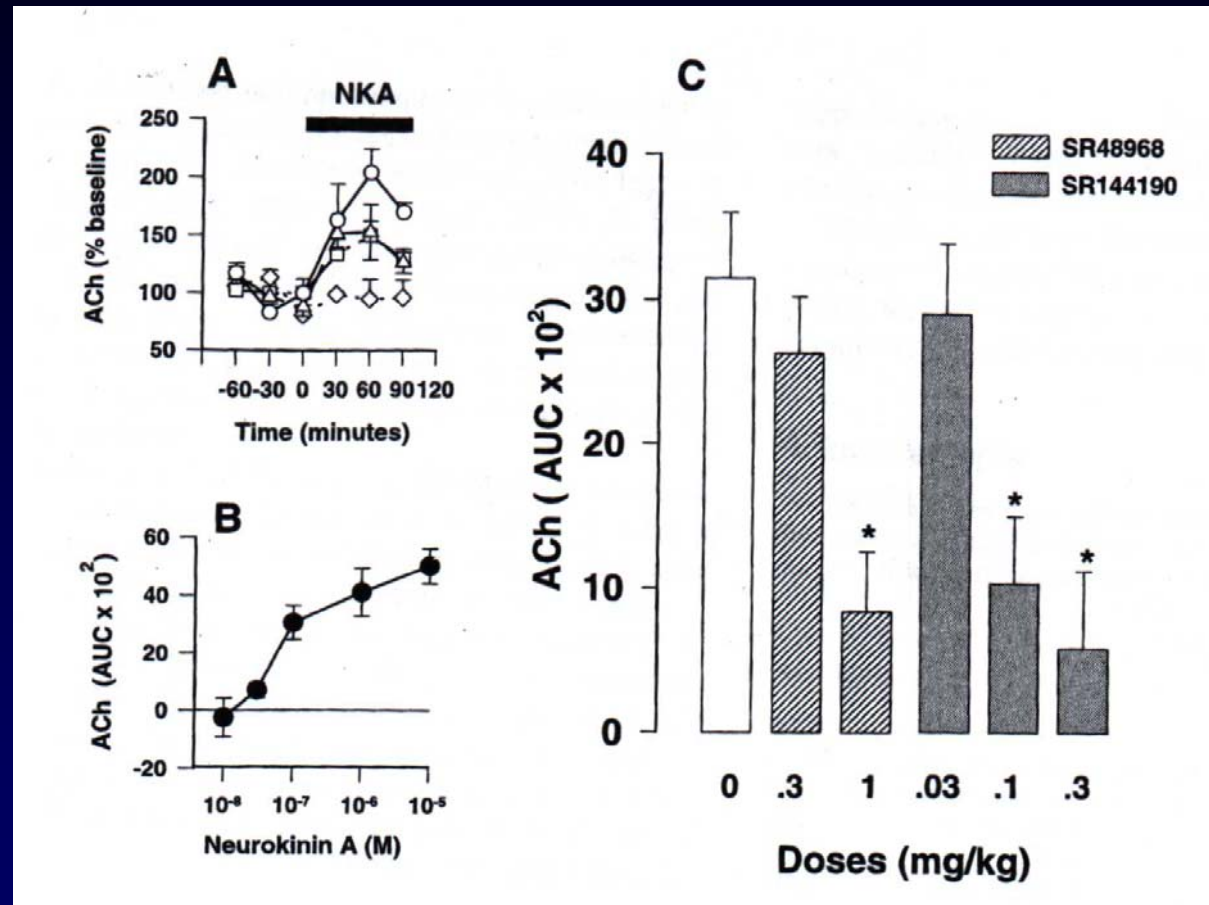 A
NKA
250
200
150
100
50
ACh (% baseline)
-60 -30 0 30 60 90 120
Time (minutes)
B
60
40
20
0
-20
ACh (AUC x 10²)
10⁻⁸ 10⁻⁷ 10⁻⁶ 10⁻⁵
Neurokinin A (M)
C
SR48968
SR144190
40
30
20
10
0
ACh ( AUC x 10²)
*
*
*
0 .3 1 .03 .1 .3
Doses (mg/kg)